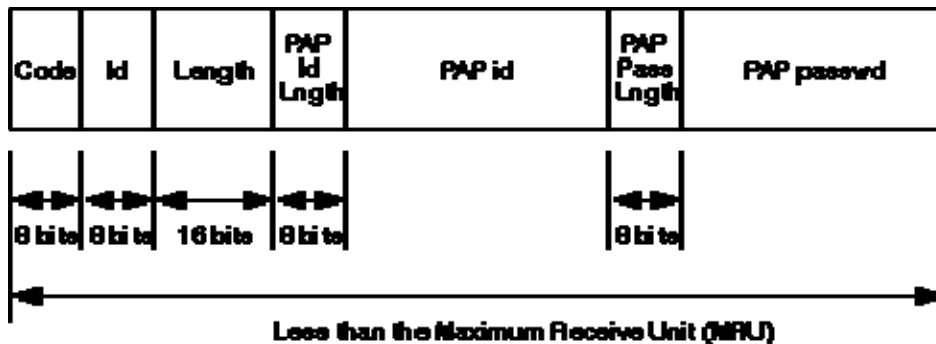 Code
Id
Length
PAP
Id
Lngth
PAP id
PAP
Pass
Lngth
PAP passwd
8 bits
8 bits
16 bits
8 bits
8 bits
Less than the Maximum Receive Unit (MRU)